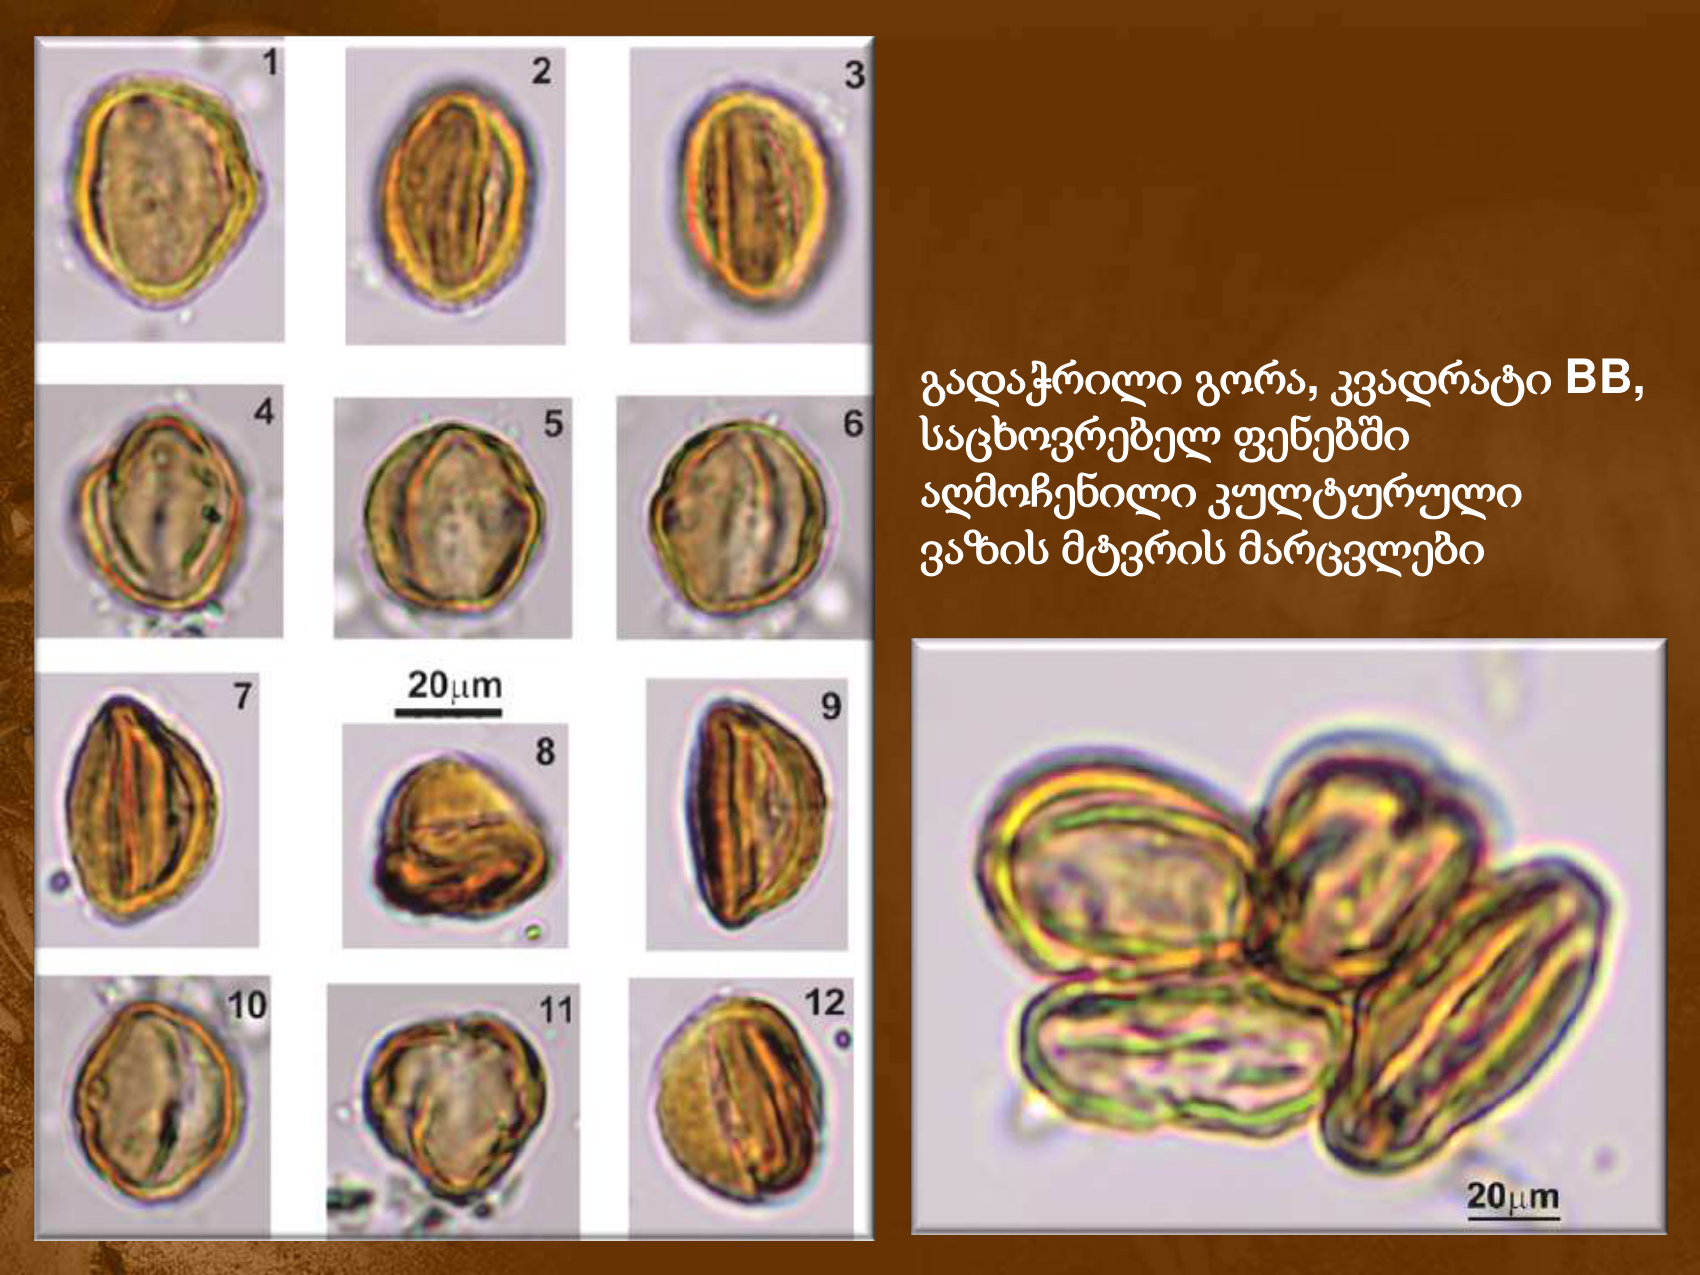 1
2
3
4
5
6
7
20µm
8
9
10
11
12
გადაჭრილი გორა, კვადრატი BB,
საცხოვრებელ ფენებში
აღმოჩენილი კულტურული
ვაზის მტვრის მარცვლები
20µm